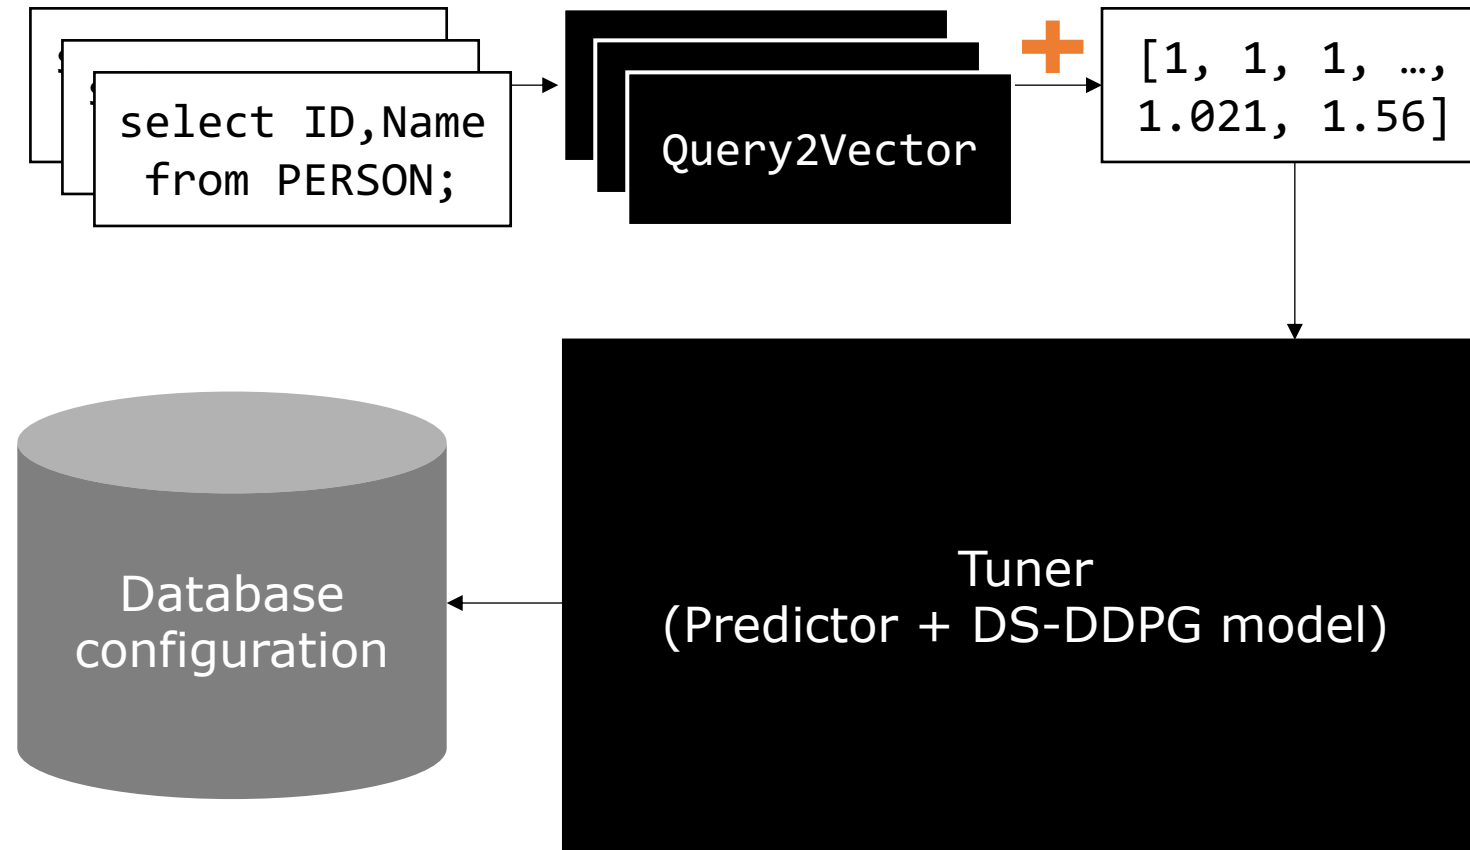 select ID,Name
from PERSON;
Query2Vector
[1, 1, 1, …,
1.021, 1.56]
Database
configuration
Tuner
(Predictor + DS-DDPG model)